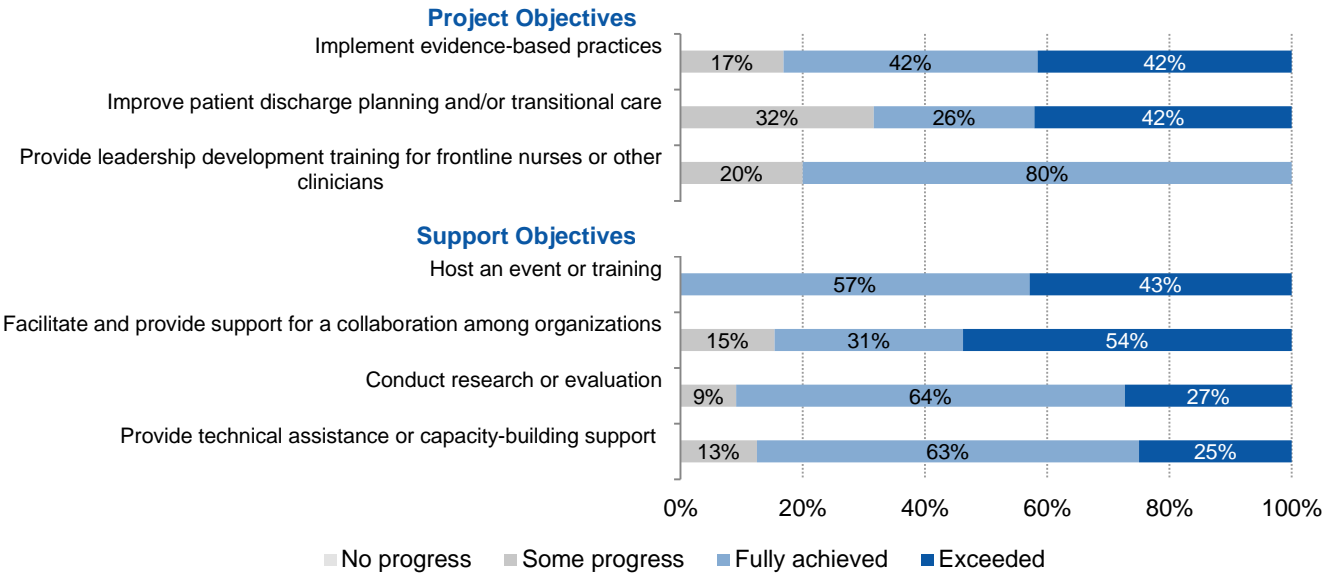 Project Objectives
Implement evidence-based practices
17% 42% 42%
Improve patient discharge planning and/or transitional care
32% 26% 42%
Provide leadership development training for frontline nurses or other
clinicians
20% 80%
Support Objectives
Host an event or training
57% 43%
Facilitate and provide support for a collaboration among organizations
15% 31% 54%
Conduct research or evaluation
9% 64% 27%
Provide technical assistance or capacity-building support
13% 63% 25%
0% 20% 40% 60% 80% 100%
No progress Some progress Fully achieved Exceeded